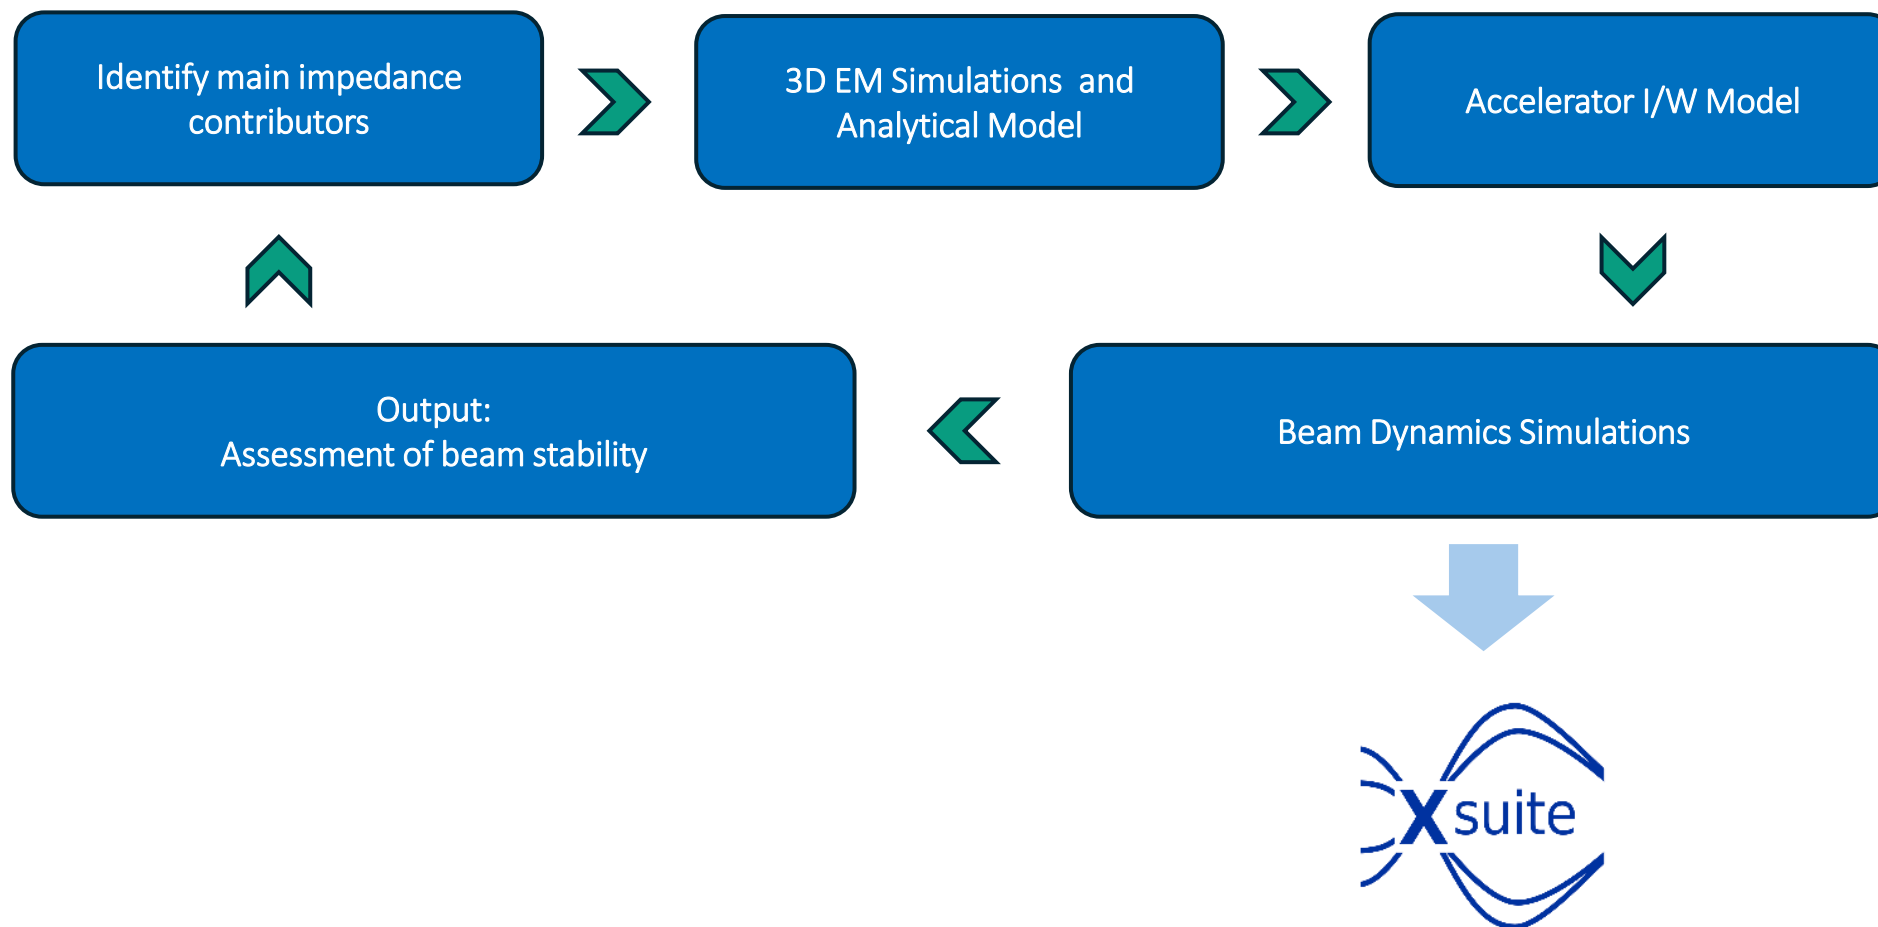 Identify main impedance
contributors
3D EM Simulations and
Analytical Model
Accelerator I/W Model
Output:
Assessment of beam stability
Beam Dynamics Simulations
Xsuite